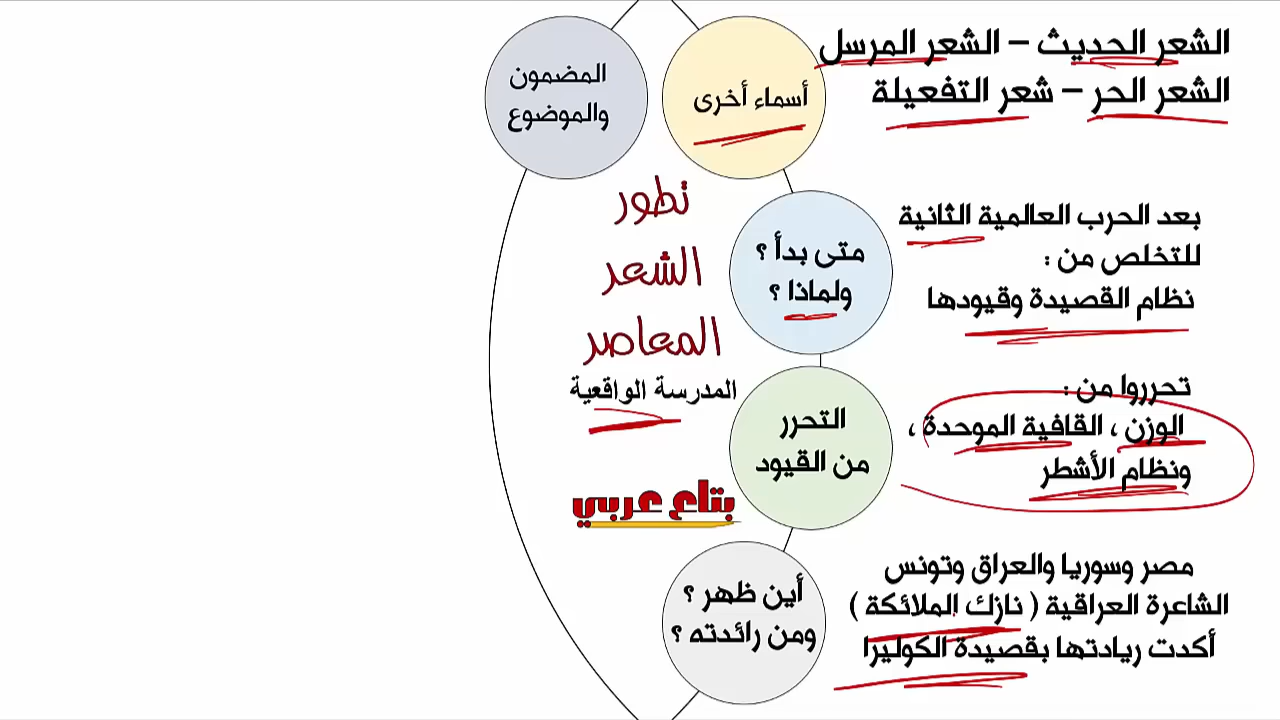 الشعر الحديث – الشعر المرسل
الشعر الحر – شعر التفعيلة
أسماء أخرى
المضمون
والموضوع
تطور
الشعر
المعاصر
المدرسة الواقعية
بتاع عربي
متى بدأ ؟
ولماذا ؟
بعد الحرب العالمية الثانية
للتخلص من :
نظام القصيدة وقيودها
التحرر
من القيود
تحرروا من :
الوزن ، القافية الموحدة ،
ونظام الأشطر
أين ظهر ؟
ومن رائدته ؟
مصر وسوريا والعراق وتونس
الشاعرة العراقية ( نازك الملائكة )
أكدت ريادتها بقصيدة الكوليرا